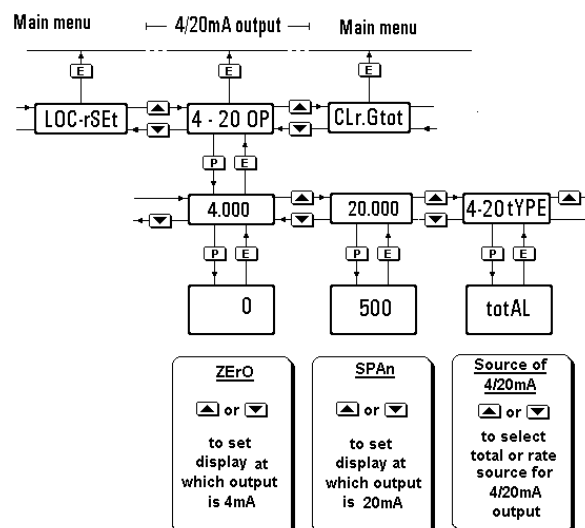 Main menu
4/20mA output
Main menu
E
E
E
LOC-rSEt
4 - 20 OP
CLr.Gtot
P
E
4.000
20.000
4-20 tYPE
P
E
P
E
P
E
0
500
totAL
ZErO
or
to set
display at
which output
is 4mA
SPAn
or
to set
display at
which output
is 20mA
Source of
4/20mA
or
to select
total or rate
source for
4/20mA
output